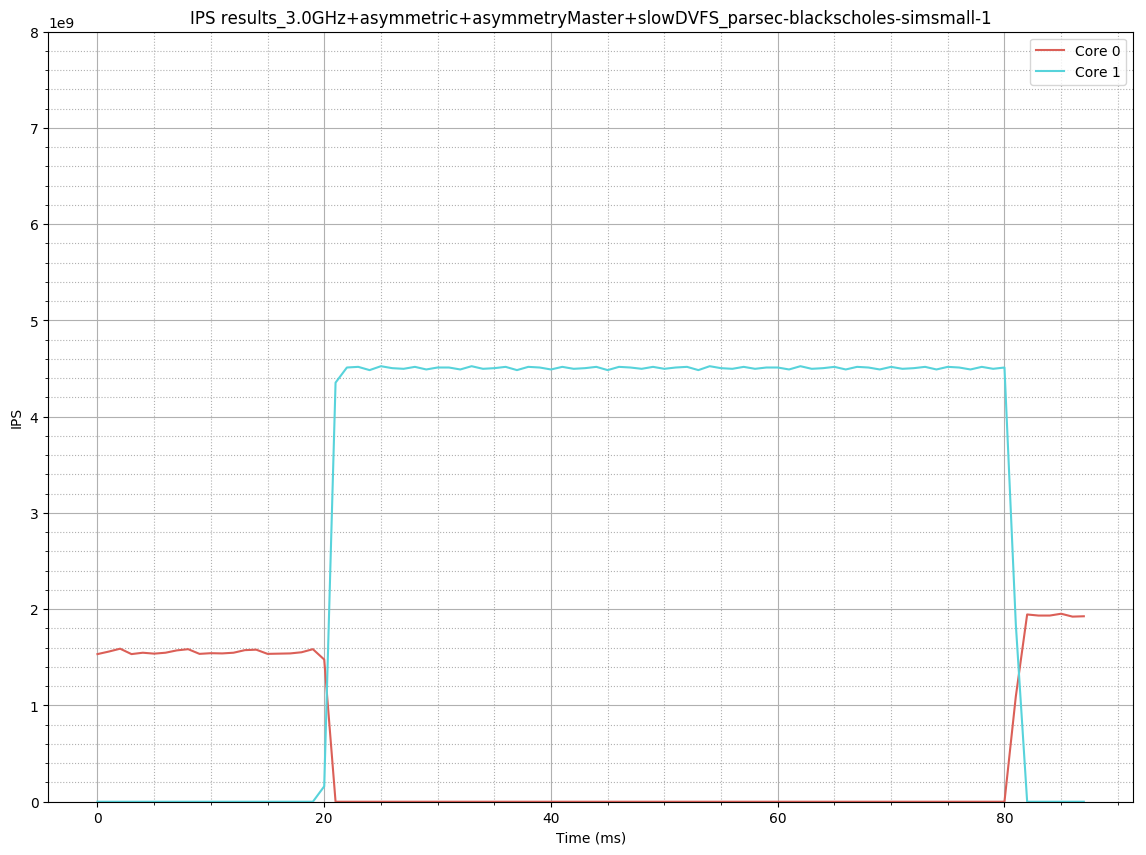 IPS results_3.0GHz+asymmetric+asymmetryMaster+slowDVFS_parsec-blackscholes-simsmall-1
1e9
Core 0
Core 1
8
7
6
5
4
3
2
1
0
IPS
0 20 40 60 80
Time (ms)